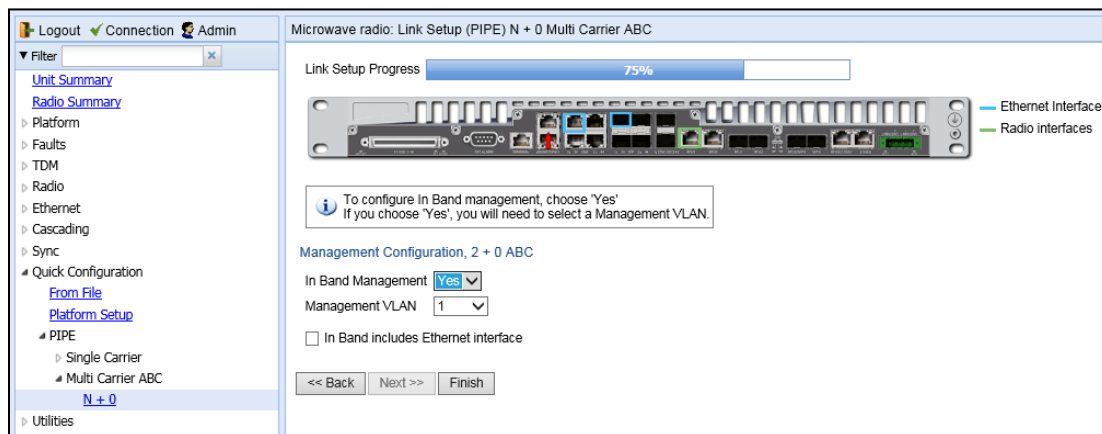 Logout Connection Admin
Filter
Unit Summary
Radio Summary
Platform
Faults
TDM
Radio
Ethernet
Cascading
Sync
Quick Configuration
From File
Platform Setup
PIPE
Single Carrier
Multi Carrier ABC
N + 0
Utilities
Microwave radio: Link Setup (PIPE) N + 0 Multi Carrier ABC
Link Setup Progress 75%
Ethernet Interface
Radio interfaces
To configure In Band management, choose 'Yes'
If you choose 'Yes', you will need to select a Management VLAN.
Management Configuration, 2 + 0 ABC
In Band Management Yes
Management VLAN 1
In Band includes Ethernet interface
<< Back Next >> Finish